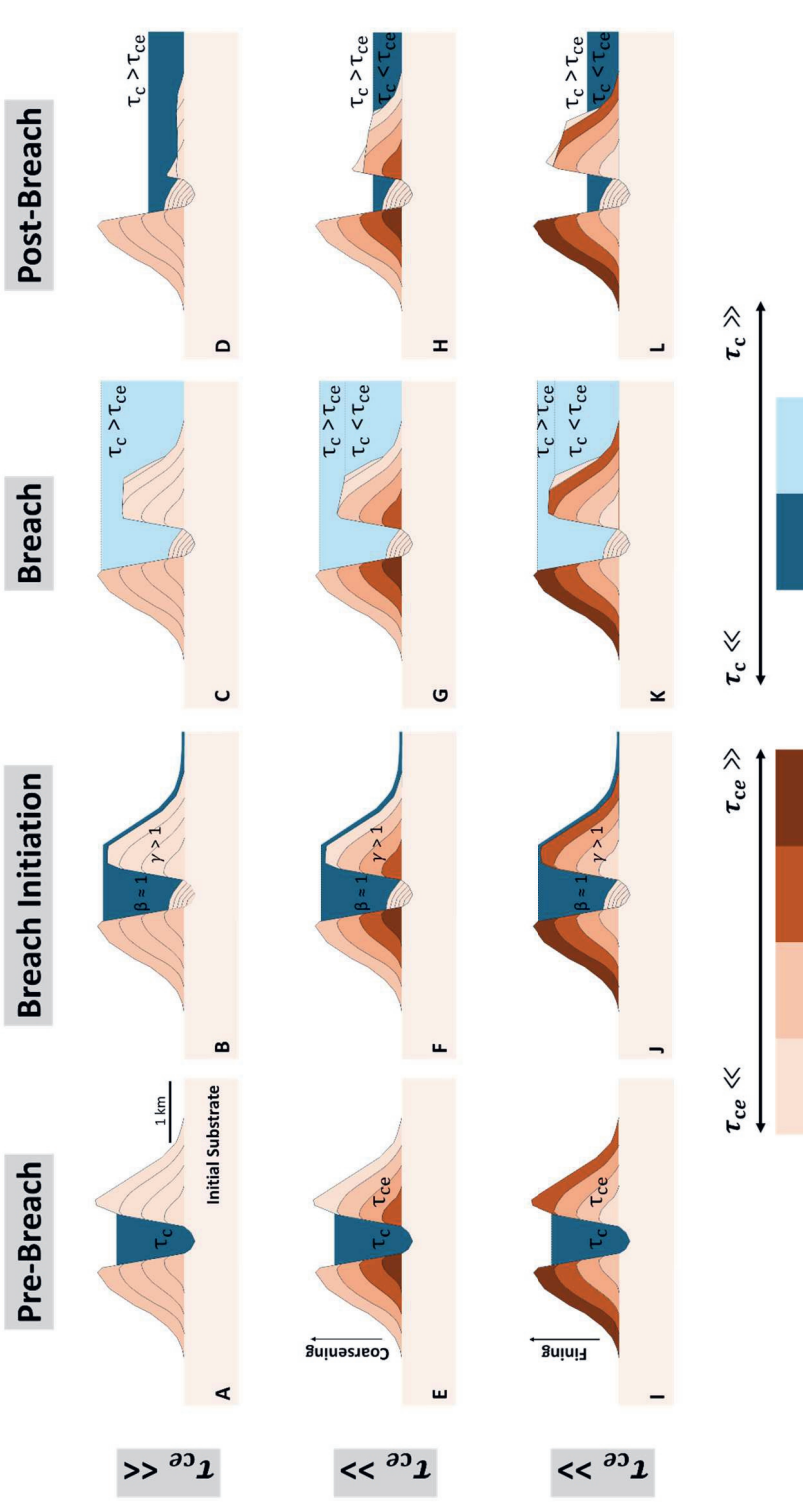 Pre-Breach
Breach Initiation
Breach
Post-Breach
τce <<
A
τc
1 km
Initial Substrate
B
β ≈ 1
γ > 1
C
τc > τce
D
τc > τce
τce >>
Coarsening
E
τc
τce
F
β ≈ 1
γ > 1
G
τc > τce
τc < τce
H
τc > τce
τc < τce
τce >>
Fining
I
τc
τce
J
β ≈ 1
γ > 1
K
τc > τce
τc < τce
L
τc > τce
τc < τce
τce <<
τce >>
τc <<
τc >>